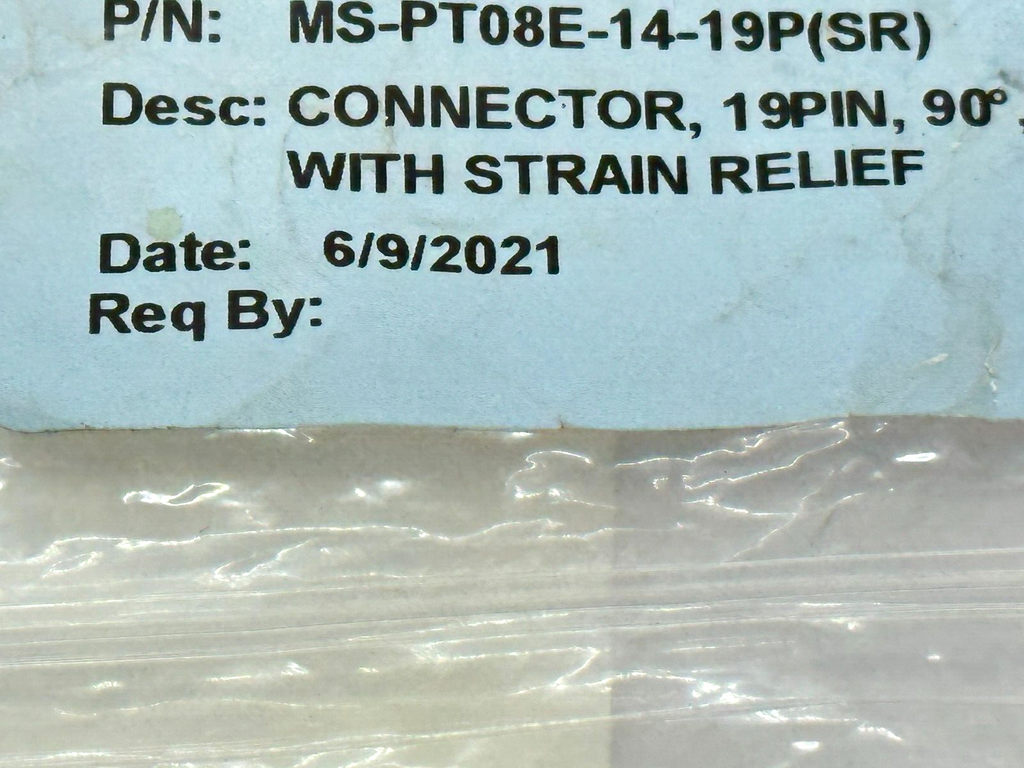 P/N: MS-PT08E-14-19P(SR)
Desc: CONNECTOR, 19PIN, 90°,
WITH STRAIN RELIEF
Date: 6/9/2021
Req By: